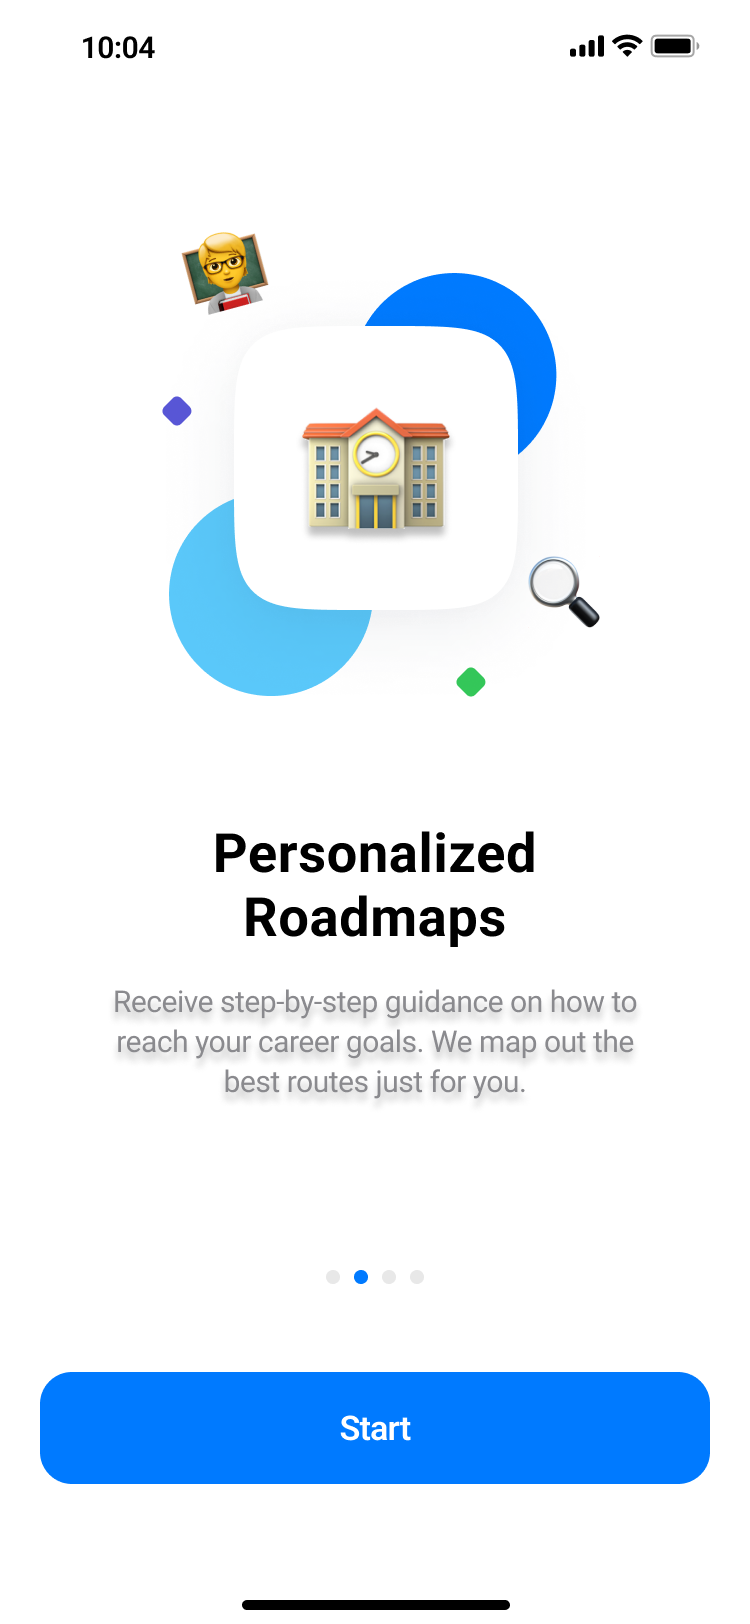 10:04
Personalized
Roadmaps
Receive step-by-step guidance on how to
reach your career goals. We map out the
best routes just for you.
Start